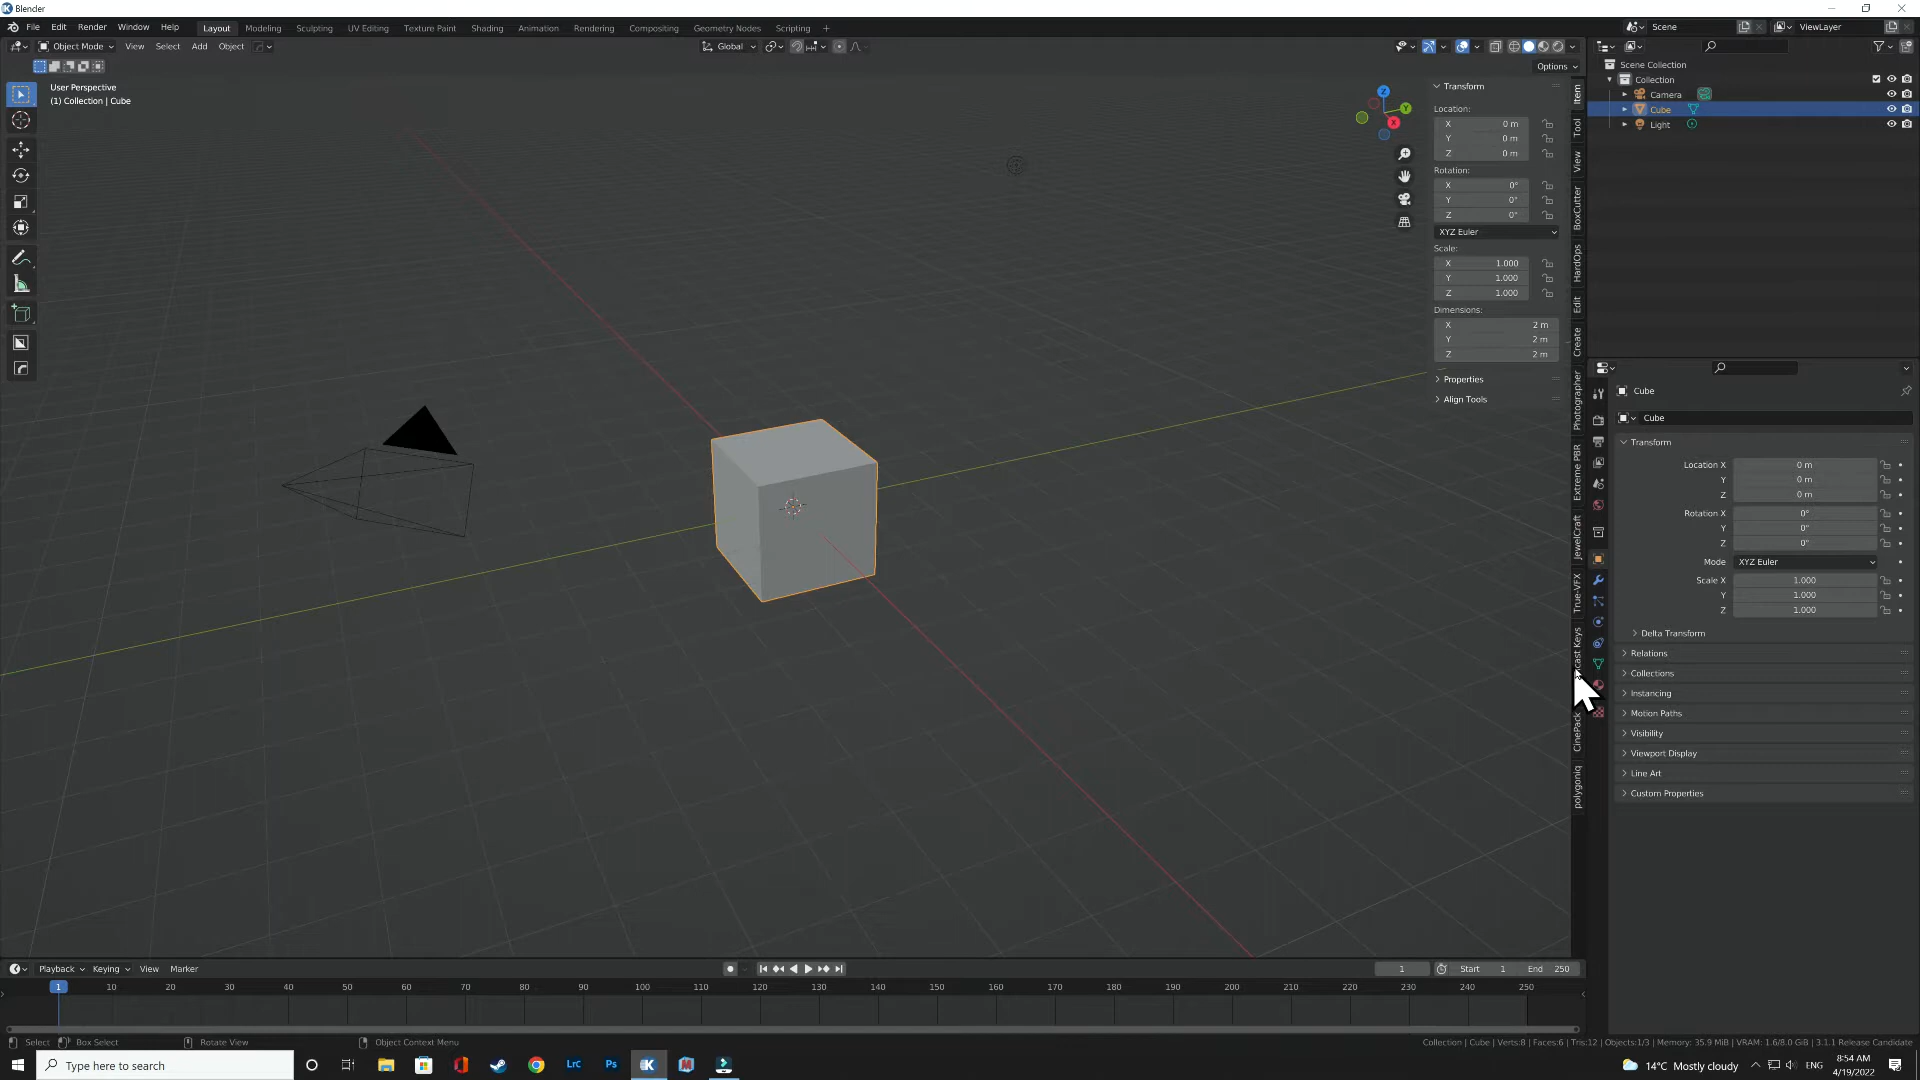 Blender
File Edit Render Window Help Layout Modeling Sculpting UV Editing Texture Paint Shading Animation Rendering Compositing Geometry Nodes Scripting + Scene ViewLayer
Object Mode View Select Add Object Global
Options
User Perspective
(1) Collection | Cube
Transform
Location:
X 0 m
Y 0 m
Z 0 m
Rotation:
X 0°
Y 0°
Z 0°
XYZ Euler
Scale:
X 1.000
Y 1.000
Z 1.000
Dimensions:
X 2 m
Y 2 m
Z 2 m
Properties
Align Tools
Z
Y
X
Item
Tool
View
BoxCutter
HardOps
Edit
Create
Photographer
Extreme PBR
JewelCraft
True-VFX
cast Keys
CinePack
polygoniq
Scene Collection
Collection
Camera
Cube
Light
Cube
Cube
Transform
Location X 0 m
Y 0 m
Z 0 m
Rotation X 0°
Y 0°
Z 0°
Mode XYZ Euler
Scale X 1.000
Y 1.000
Z 1.000
Delta Transform
Relations
Collections
Instancing
Motion Paths
Visibility
Viewport Display
Line Art
Custom Properties
Playback Keying View Marker 1 Start 1 End 250
1 10 20 30 40 50 60 70 80 90 100 110 120 130 140 150 160 170 180 190 200 210 220 230 240 250
Select Box Select Rotate View Object Context Menu Collection | Cube | Verts:8 | Faces:6 | Tris:12 | Objects:1/3 | Memory: 35.9 MiB | VRAM: 1.6/8.0 GiB | 3.1.1 Release Candidate
Type here to search LrC Ps K 14°C Mostly cloudy ENG 8:54 AM
4/19/2022